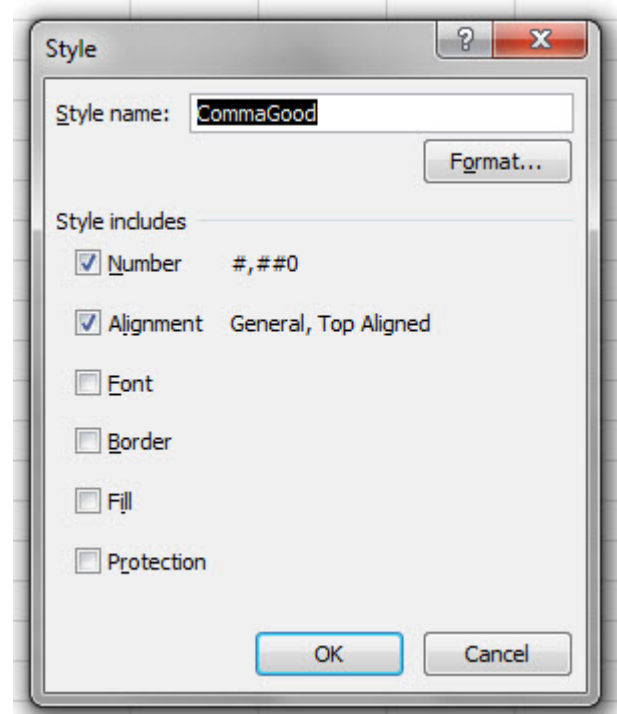 Style
Style name: CommaGood
Format...
Style includes
Number #,##0
Alignment General, Top Aligned
Font
Border
Fill
Protection
OK Cancel